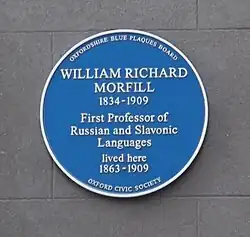 OXFORDSHIRE BLUE PLAQUES BOARD
WILLIAM RICHARD
MORFILL
1834-1909
First Professor of
Russian and Slavonic
Languages
lived here
1863-1909
OXFORD CIVIC SOCIETY